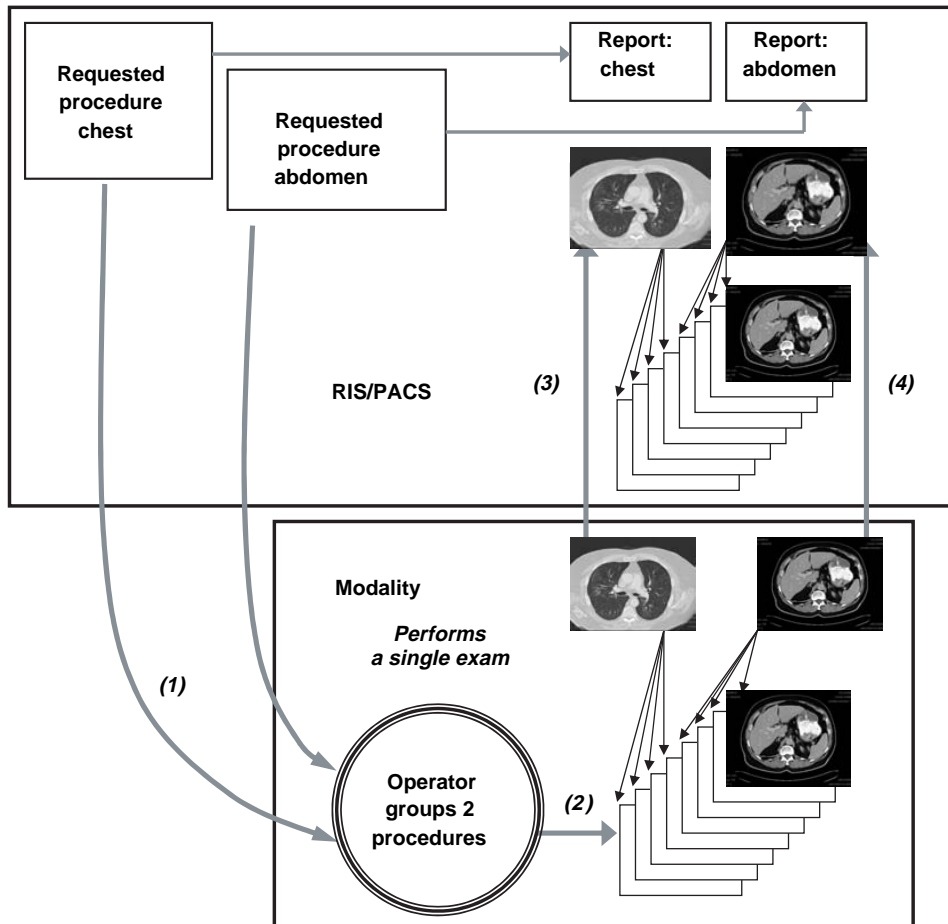 Requested
procedure
chest
Requested
procedure
abdomen
Report:
chest
Report:
abdomen
RIS/PACS
(3)
(4)
Modality
Performs
a single exam
(1)
Operator
groups 2
procedures
(2)